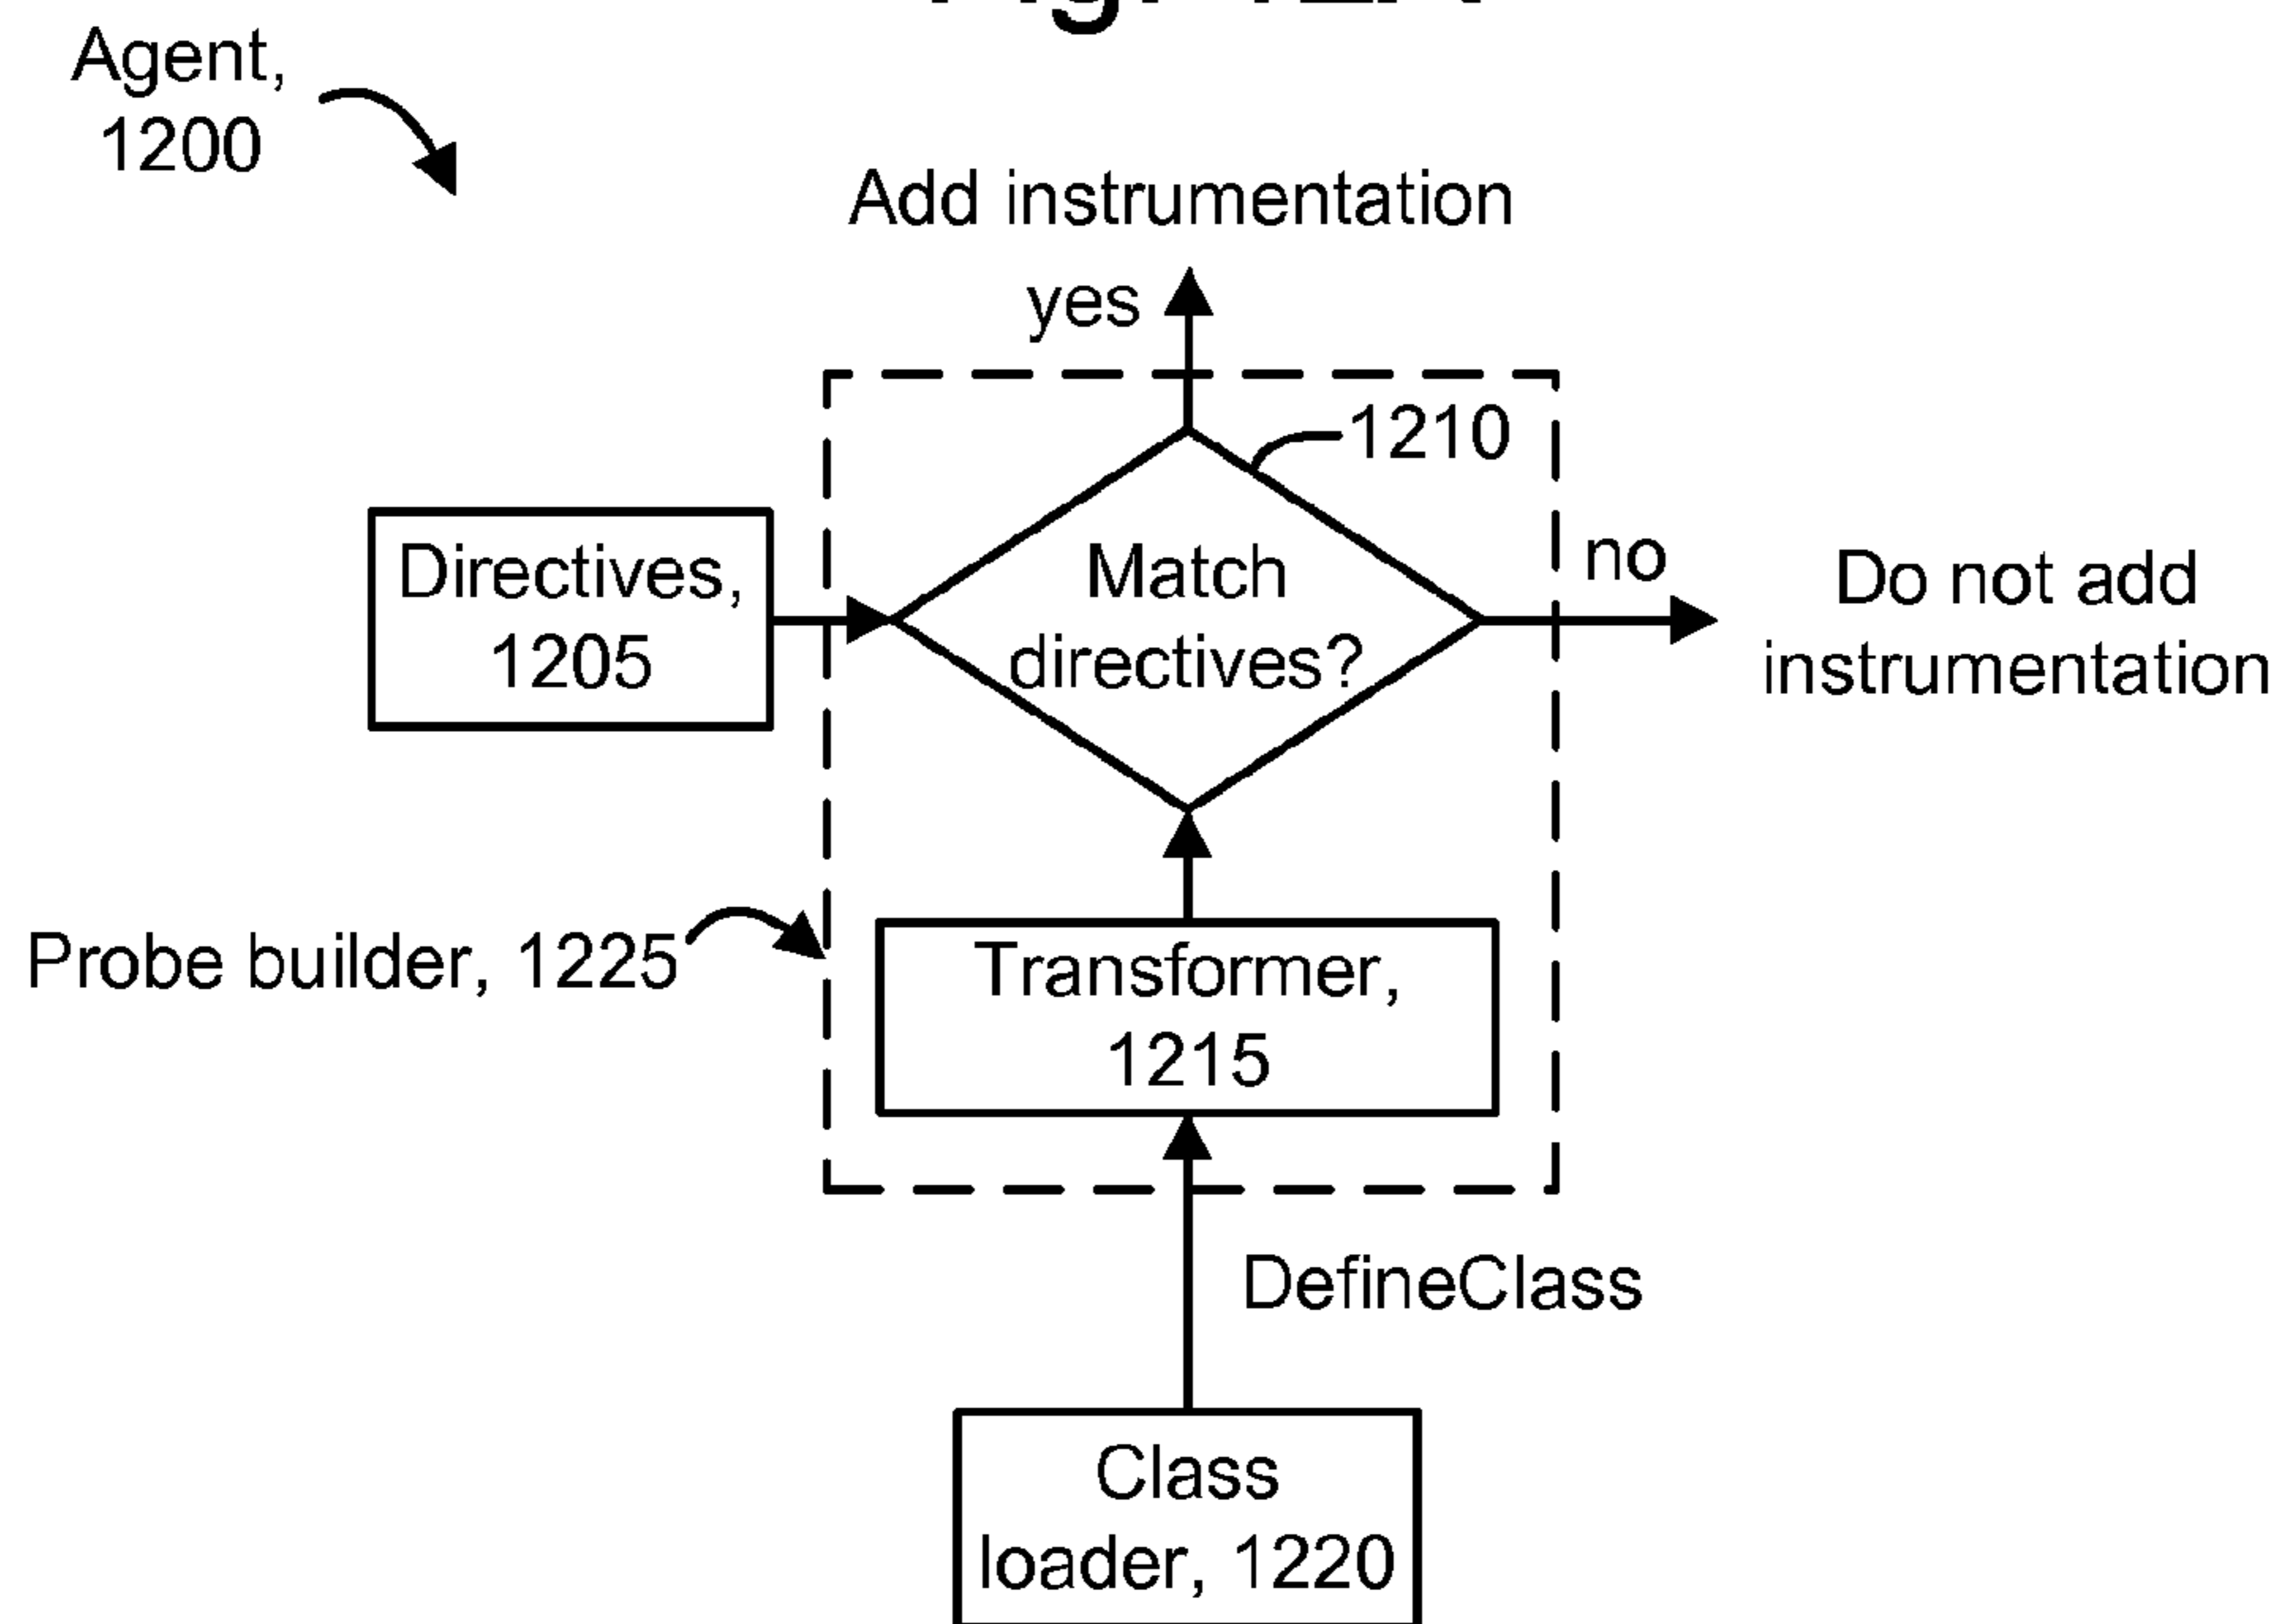 Agent,
1200
Add instrumentation
yes
1210
Directives,
1205
Match
directives?
no
Do not add
instrumentation
Probe builder, 1225
Transformer,
1215
DefineClass
Class
loader, 1220